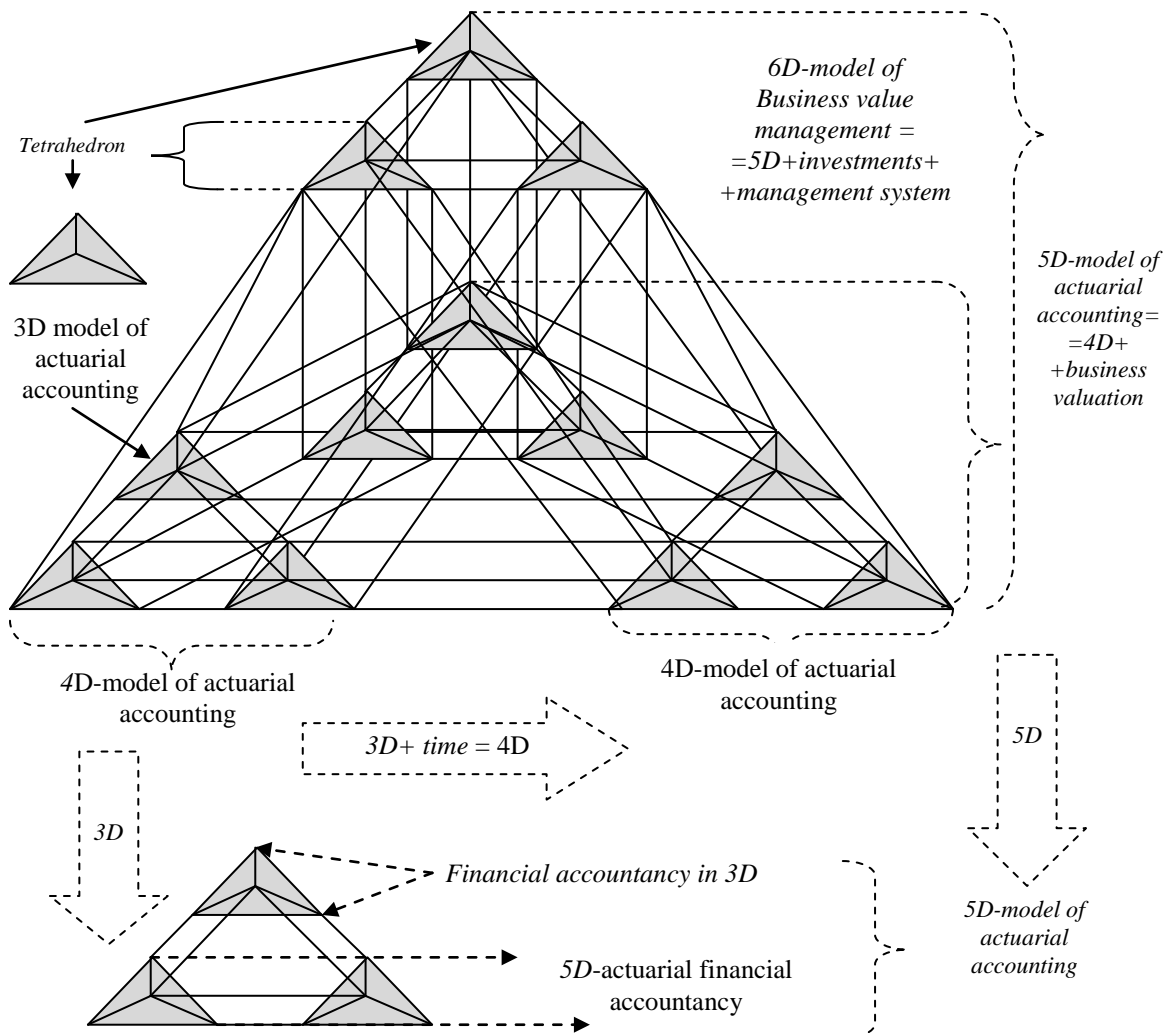 6D-model of
Business value
management =
=5D+investments+
+management system
Tetrahedron
5D-model of
actuarial
accounting=
=4D+
+business
valuation
3D model of
actuarial
accounting
4D-model of actuarial
accounting
4D-model of actuarial
accounting
3D+ time = 4D
5D
3D
Financial accountancy in 3D
5D-model of
actuarial
accounting
5D-actuarial financial
accountancy